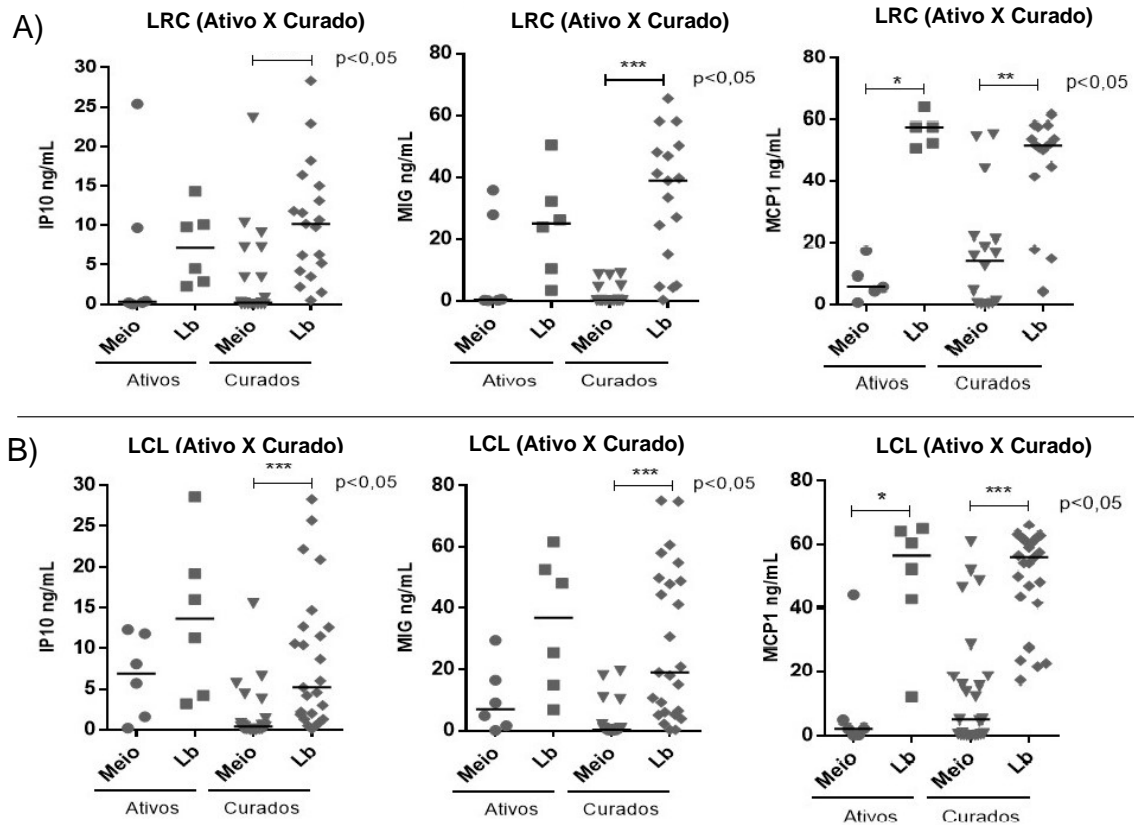 A)
LRC (Ativo X Curado)
p<0,05
IP10 ng/mL
30
25
20
15
10
5
0
Meio
Lb
Meio
Lb
Ativos
Curados
LRC (Ativo X Curado)
***
p<0,05
MIG ng/mL
80
60
40
20
0
Meio
Lb
Meio
Lb
Ativos
Curados
LRC (Ativo X Curado)
*
**
p<0,05
MCP1 ng/mL
80
60
40
20
0
Meio
Lb
Meio
Lb
Ativos
Curados
B)
LCL (Ativo X Curado)
***
p<0,05
IP10 ng/mL
30
25
20
15
10
5
0
Meio
Lb
Meio
Lb
Ativos
Curados
LCL (Ativo X Curado)
***
p<0,05
MIG ng/mL
80
60
40
20
0
Meio
Lb
Meio
Lb
Ativos
Curados
LCL (Ativo X Curado)
*
***
p<0,05
MCP1 ng/mL
80
60
40
20
0
Meio
Lb
Meio
Lb
Ativos
Curados